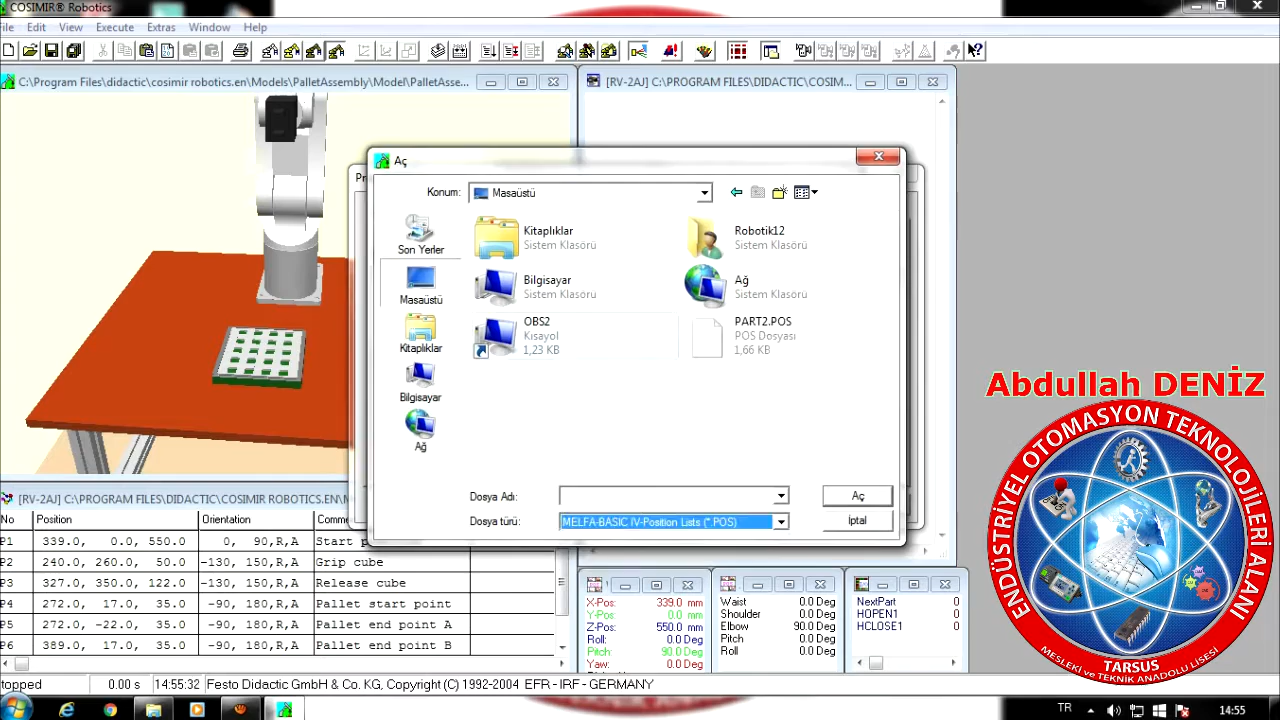 COSIMIR® Robotics
File Edit View Execute Extras Window Help
C:\Program Files\didactic\cosimir robotics.en\Models\PalletAssembly\Model\PalletAsse...
[RV-2AJ] C:\PROGRAM FILES\DIDACTIC\COSIM...
Aç
Konum: Masaüstü
Son Yerler
Masaüstü
Kitaplıklar
Bilgisayar
Ağ
Kitaplıklar
Sistem Klasörü
Robotik12
Sistem Klasörü
Bilgisayar
Sistem Klasörü
Ağ
Sistem Klasörü
OBS2
Kısayol
1,23 KB
PART2.POS
POS Dosyası
1,66 KB
Dosya Adı: Aç
Dosya türü: MELFA-BASIC IV-Position Lists (*.POS) İptal
Abdullah DENİZ
ENDÜSTRİYEL OTOMASYON TEKNOLOJİLERİ ALANI
TARSUS
MESLEKİ ve TEKNİK ANADOLU LİSESİ
[RV-2AJ] C:\PROGRAM FILES\DIDACTIC\COSIMIR ROBOTICS.EN\M
No Position Orientation Comme
P1 339.0, 0.0, 550.0 0, 90,R,A Start p
P2 240.0, 260.0, 50.0 -130, 150,R,A Grip cube
P3 327.0, 350.0, 122.0 -130, 150,R,A Release cube
P4 272.0, 17.0, 35.0 -90, 180,R,A Pallet start point
P5 272.0, -22.0, 35.0 -90, 180,R,A Pallet end point A
P6 389.0, 17.0, 35.0 -90, 180,R,A Pallet end point B
X-Pos: 339.0 mm
Y-Pos: 0.0 mm
Z-Pos: 550.0 mm
Roll: 0.0 Deg
Pitch: 90.0 Deg
Yaw: 0.0 Deg
Waist 0.0 Deg
Shoulder 0.0 Deg
Elbow 90.0 Deg
Pitch 0.0 Deg
Roll 0.0 Deg
NextPart 0
HOPEN1 0
HCLOSE1 0
topped 0.00 s 14:55:32 Festo Didactic GmbH & Co. KG, Copyright (C) 1992-2004 EFR - IRF - GERMANY
TR 14:55